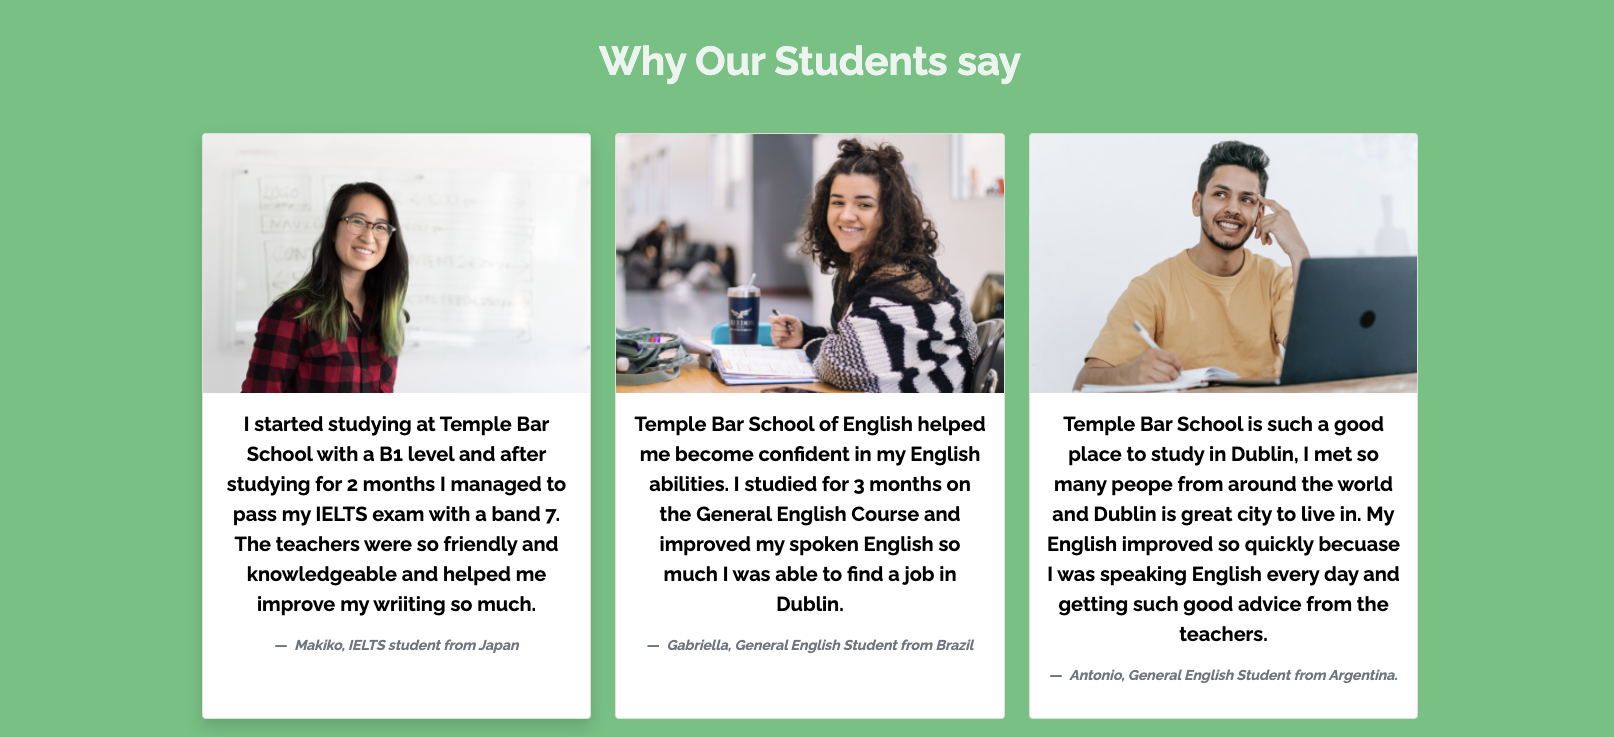 Why Our Students say
I started studying at Temple Bar
School with a B1 level and after
studying for 2 months I managed to
pass my IELTS exam with a band 7.
The teachers were so friendly and
knowledgeable and helped me
improve my wriiting so much.
— Makiko, IELTS student from Japan
Temple Bar School of English helped
me become confident in my English
abilities. I studied for 3 months on
the General English Course and
improved my spoken English so
much I was able to find a job in
Dublin.
— Gabriella, General English Student from Brazil
Temple Bar School is such a good
place to study in Dublin, I met so
many peope from around the world
and Dublin is great city to live in. My
English improved so quickly becuase
I was speaking English every day and
getting such good advice from the
teachers.
— Antonio, General English Student from Argentina.